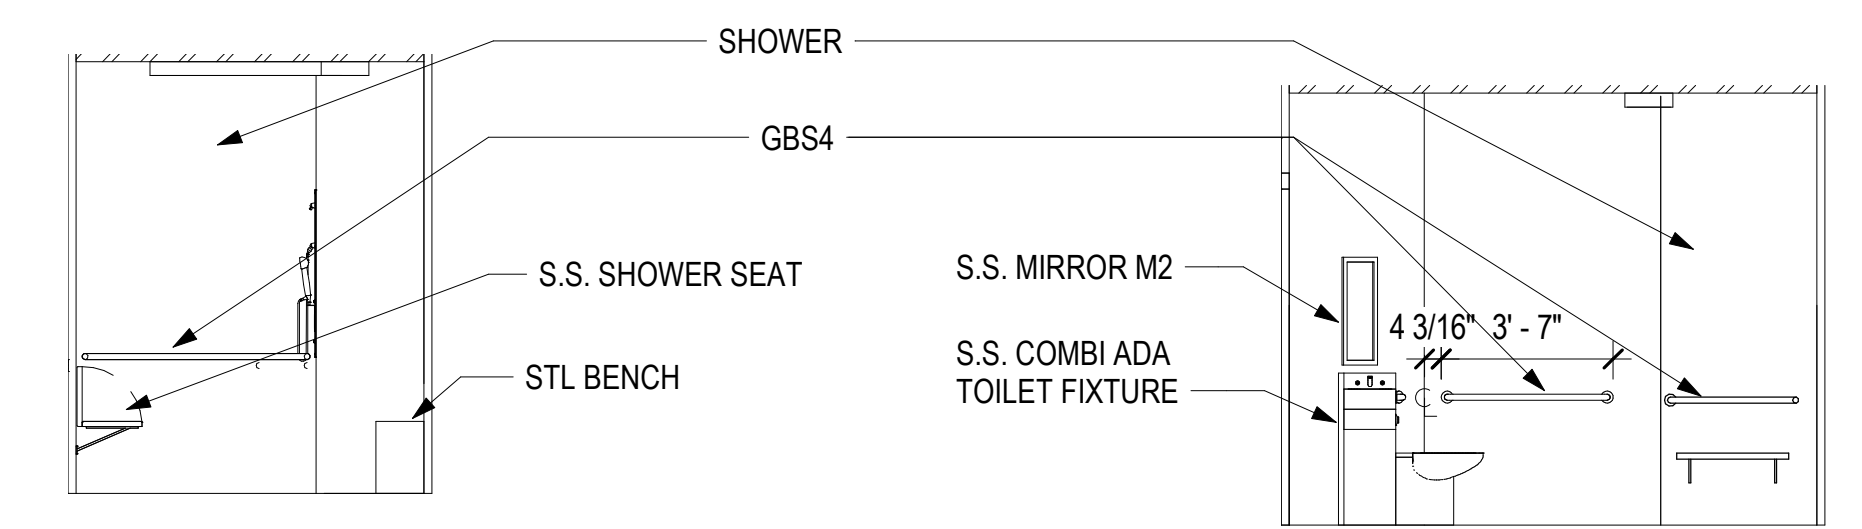 SHOWER
GBS4
S.S. SHOWER SEAT
STL BENCH
S.S. MIRROR M2
4 3/16" 3' - 7"
S.S. COMBI ADA
TOILET FIXTURE